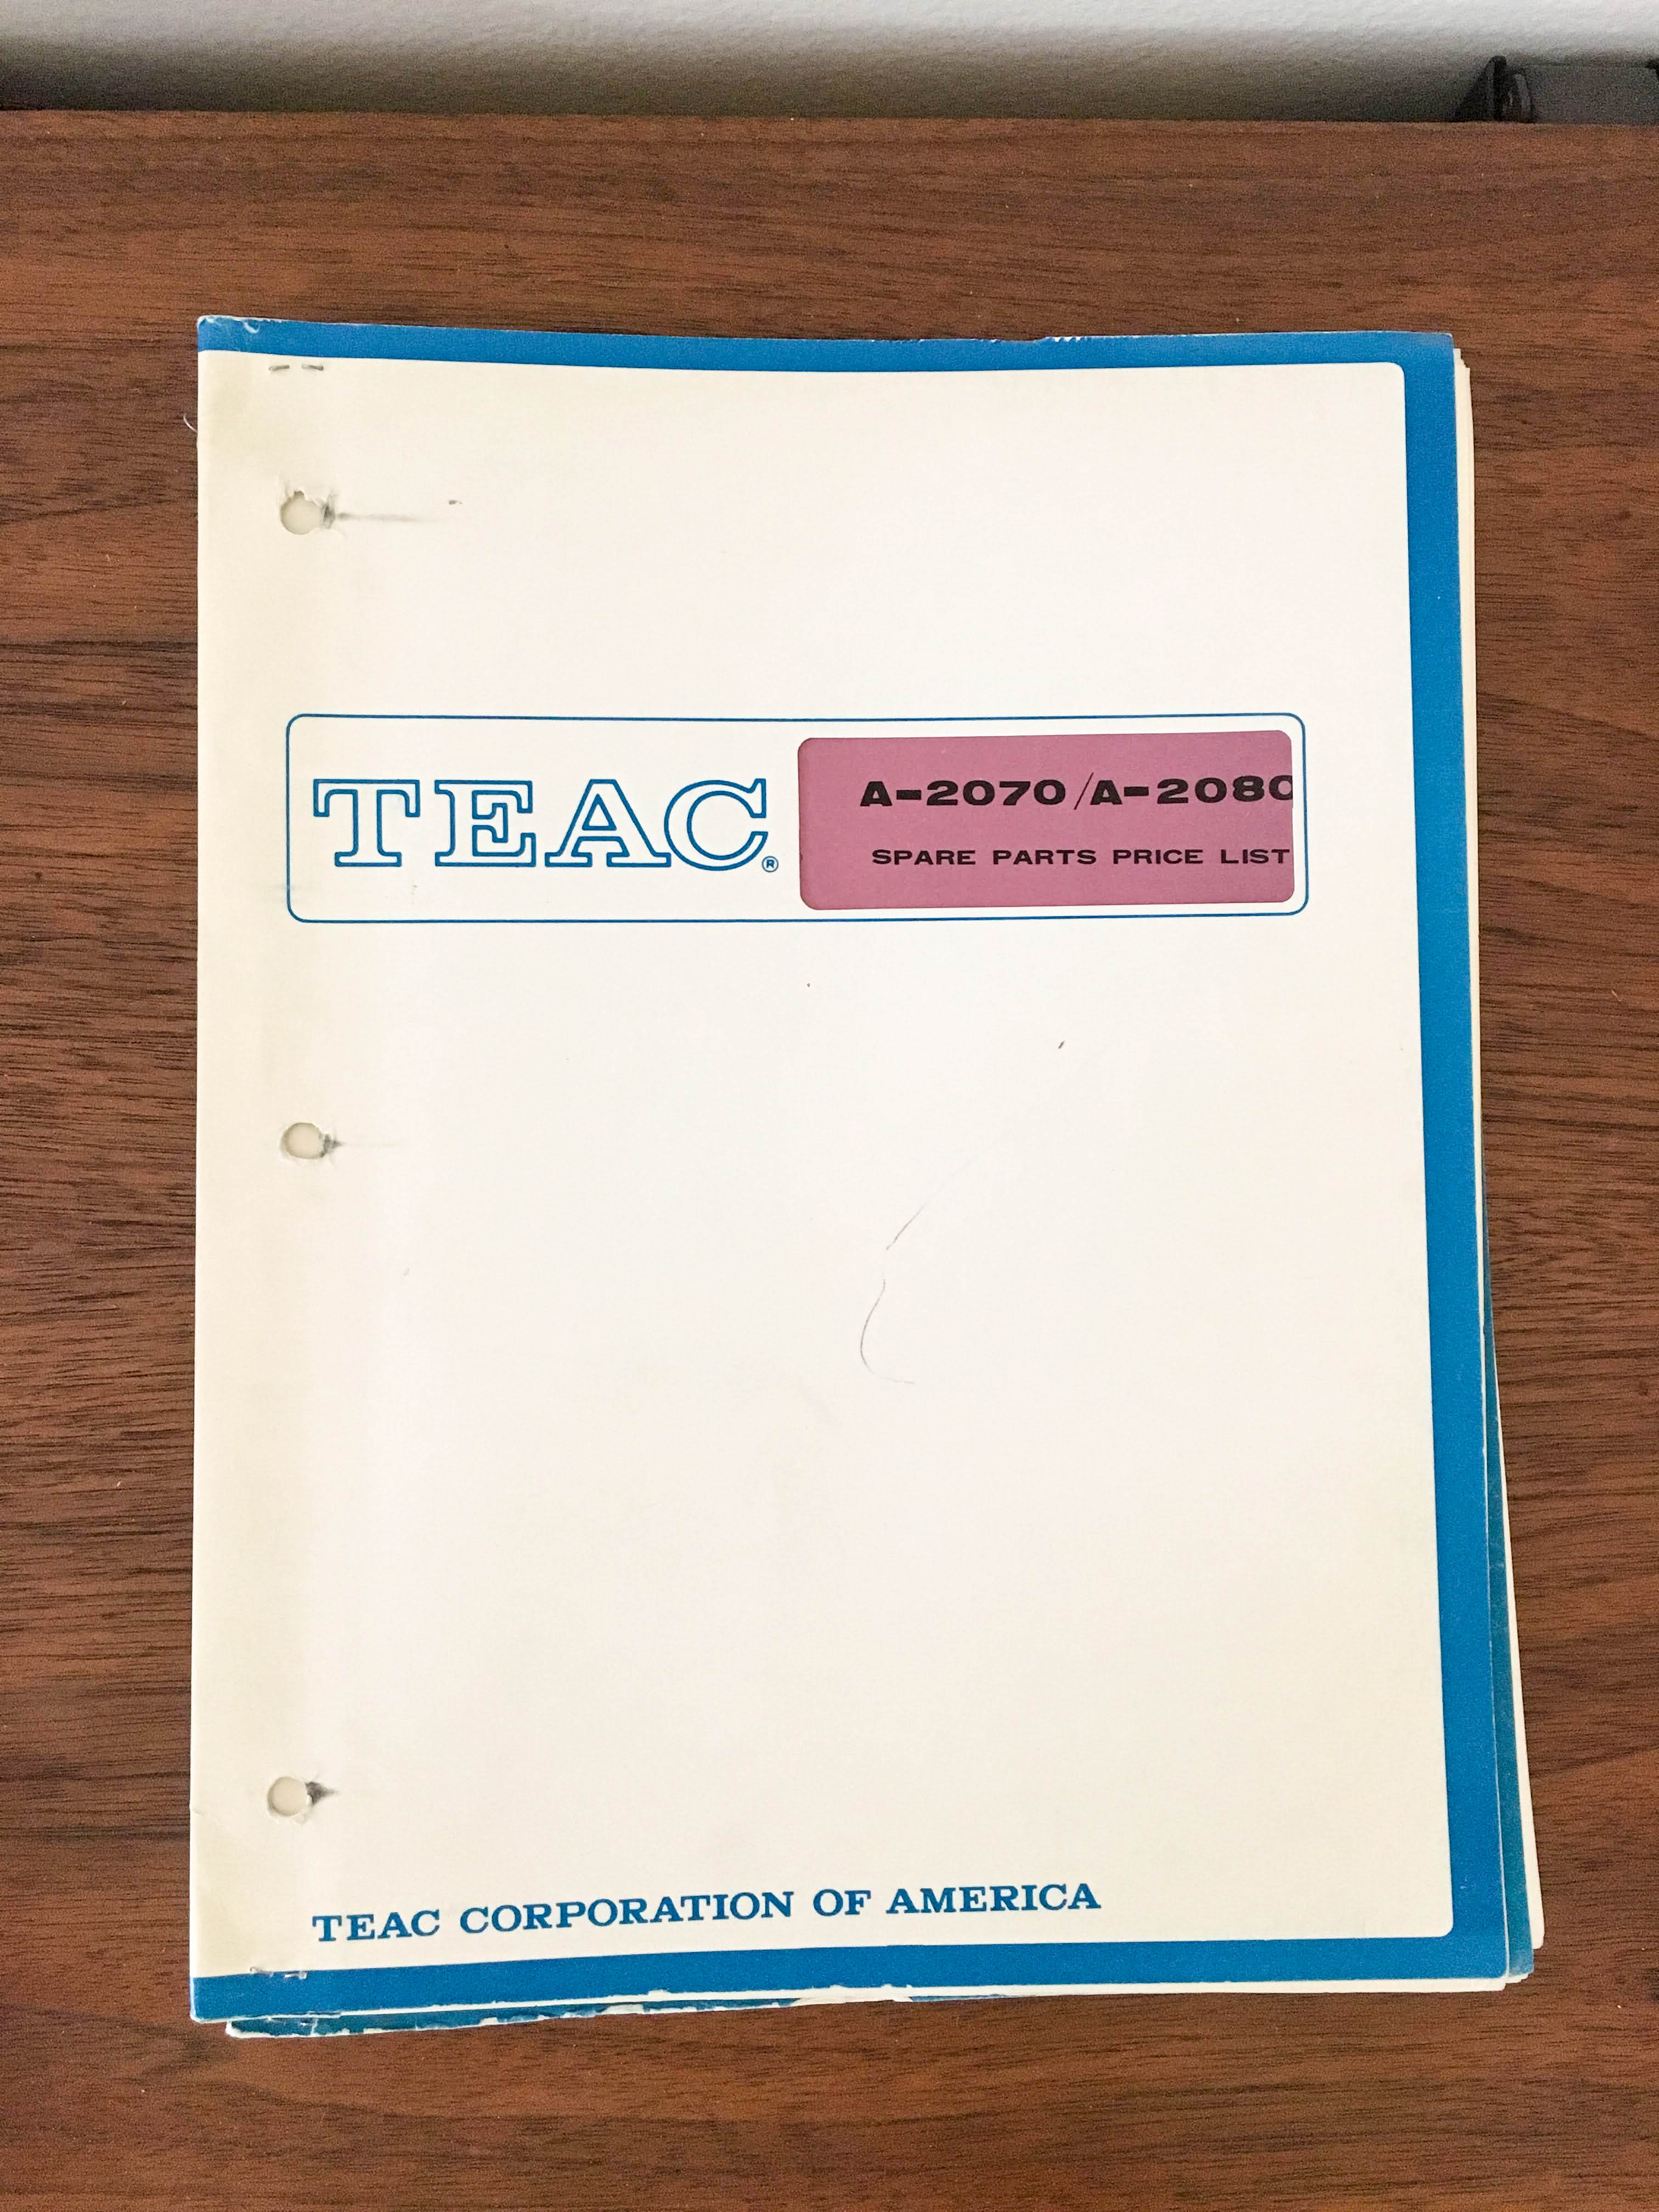 TEAC®
A-2070/A-2080
SPARE PARTS PRICE LIST
TEAC CORPORATION OF AMERICA